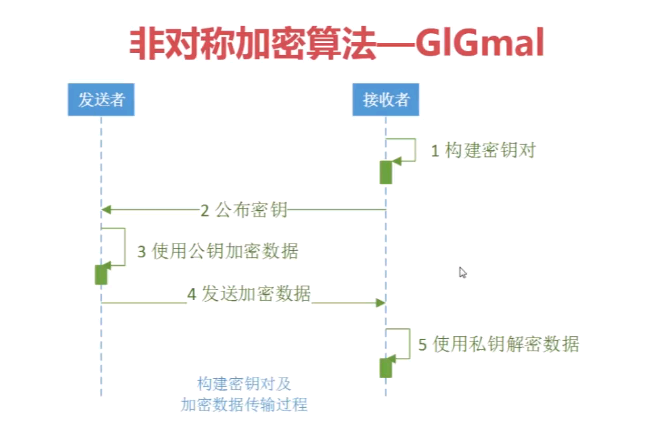 非对称加密算法—GlGmal
发送者
接收者
1 构建密钥对
2 公布密钥
3 使用公钥加密数据
4 发送加密数据
5 使用私钥解密数据
构建密钥对及
加密数据传输过程